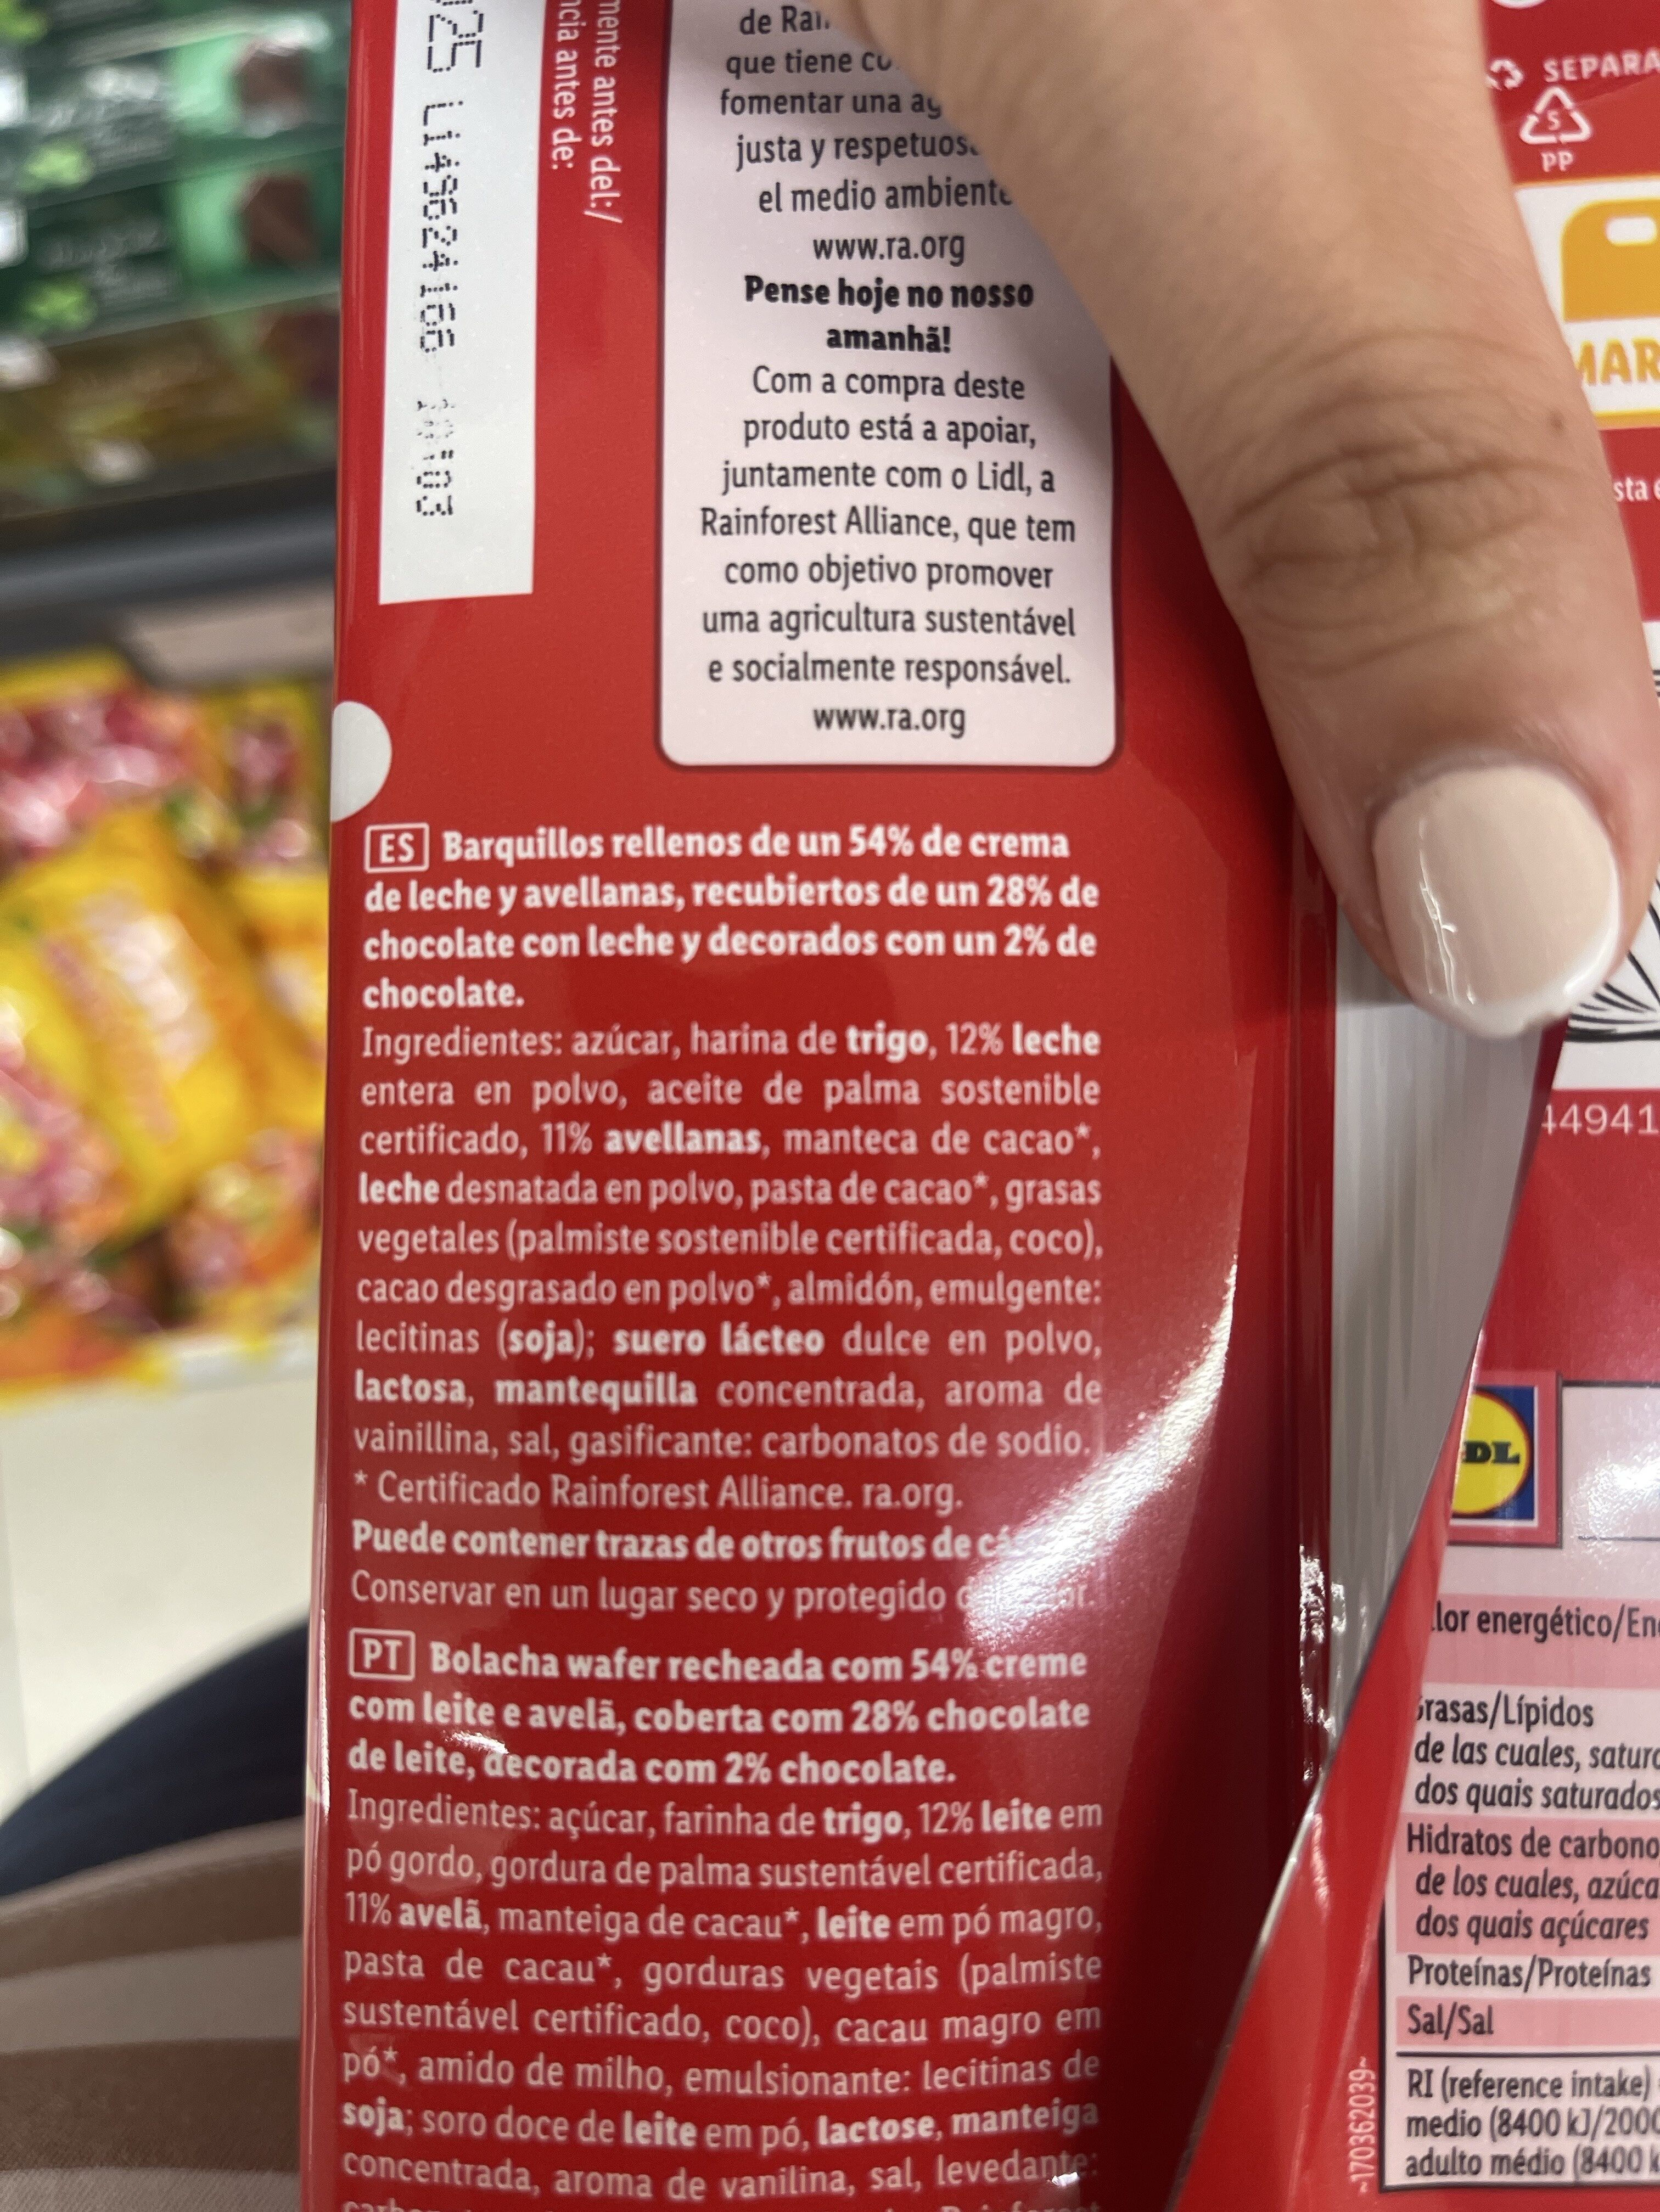 025 L149624166
:03
mente antes del:/
ncia antes de:
de
que tiene
fomentar una
justa y
el medio
www.ra.org
Pense hoje no nosso
amanhã!
Com a compra deste
produto está a apoiar,
juntamente com o Lidl, a
Rainforest Alliance, que tem
como objetivo promover
uma agricultura sustentável
e socialmente responsável.
www.ra.org
ES Barquillos rellenos de un 54% de crema
de leche y avellanas, recubiertos de un 28% de
chocolate con leche y decorados con un 2% de
chocolate.
Ingredientes: azúcar, harina de trigo, 12% leche
entera en polvo, aceite de palma sostenible
certificado, 11% avellanas, manteca de cacao*,
leche desnatada en polvo, pasta de cacao*, grasas
vegetales (palmiste sostenible certificada, coco),
cacao desgrasado en polvo*, almidón, emulgente:
lecitinas (soja); suero lácteo dulce en polvo,
lactosa, mantequilla concentrada, aroma de
vainillina, sal, gasificante: carbonatos de sodio.
* Certificado Rainforest Alliance. ra.org.
Puede contener trazas de otros frutos de
Conservar en un lugar seco y protegido
PT Bolacha wafer recheada com 54% creme
com leite e avelã, coberta com 28% chocolate
de leite, decorada com 2% chocolate.
Ingredientes: açúcar, farinha de trigo, 12% leite em
pó gordo, gordura de palma sustentável certificada,
11% avelã, manteiga de cacau*, leite em pó magro,
pasta de cacau*, gorduras vegetais (palmiste
sustentável certificado, coco), cacau magro em
pó*, amido de milho, emulsionante: lecitinas de
soja; soro doce de leite em pó, lactose, manteiga
concentrada, aroma de vanilina, sal, levedante:
SEPARA
5
PP
MAR
sta
44941
DL
lor energético/En
rasas/Lípidos
de las cuales, satur
dos quais saturados
Hidratos de carbono
de los cuales, azúca
dos quais açúcares
Proteínas/Proteínas
Sal/Sal
RI (reference intake)
medio (8400 kJ/2000
adulto médio (8400 k
~170362039~